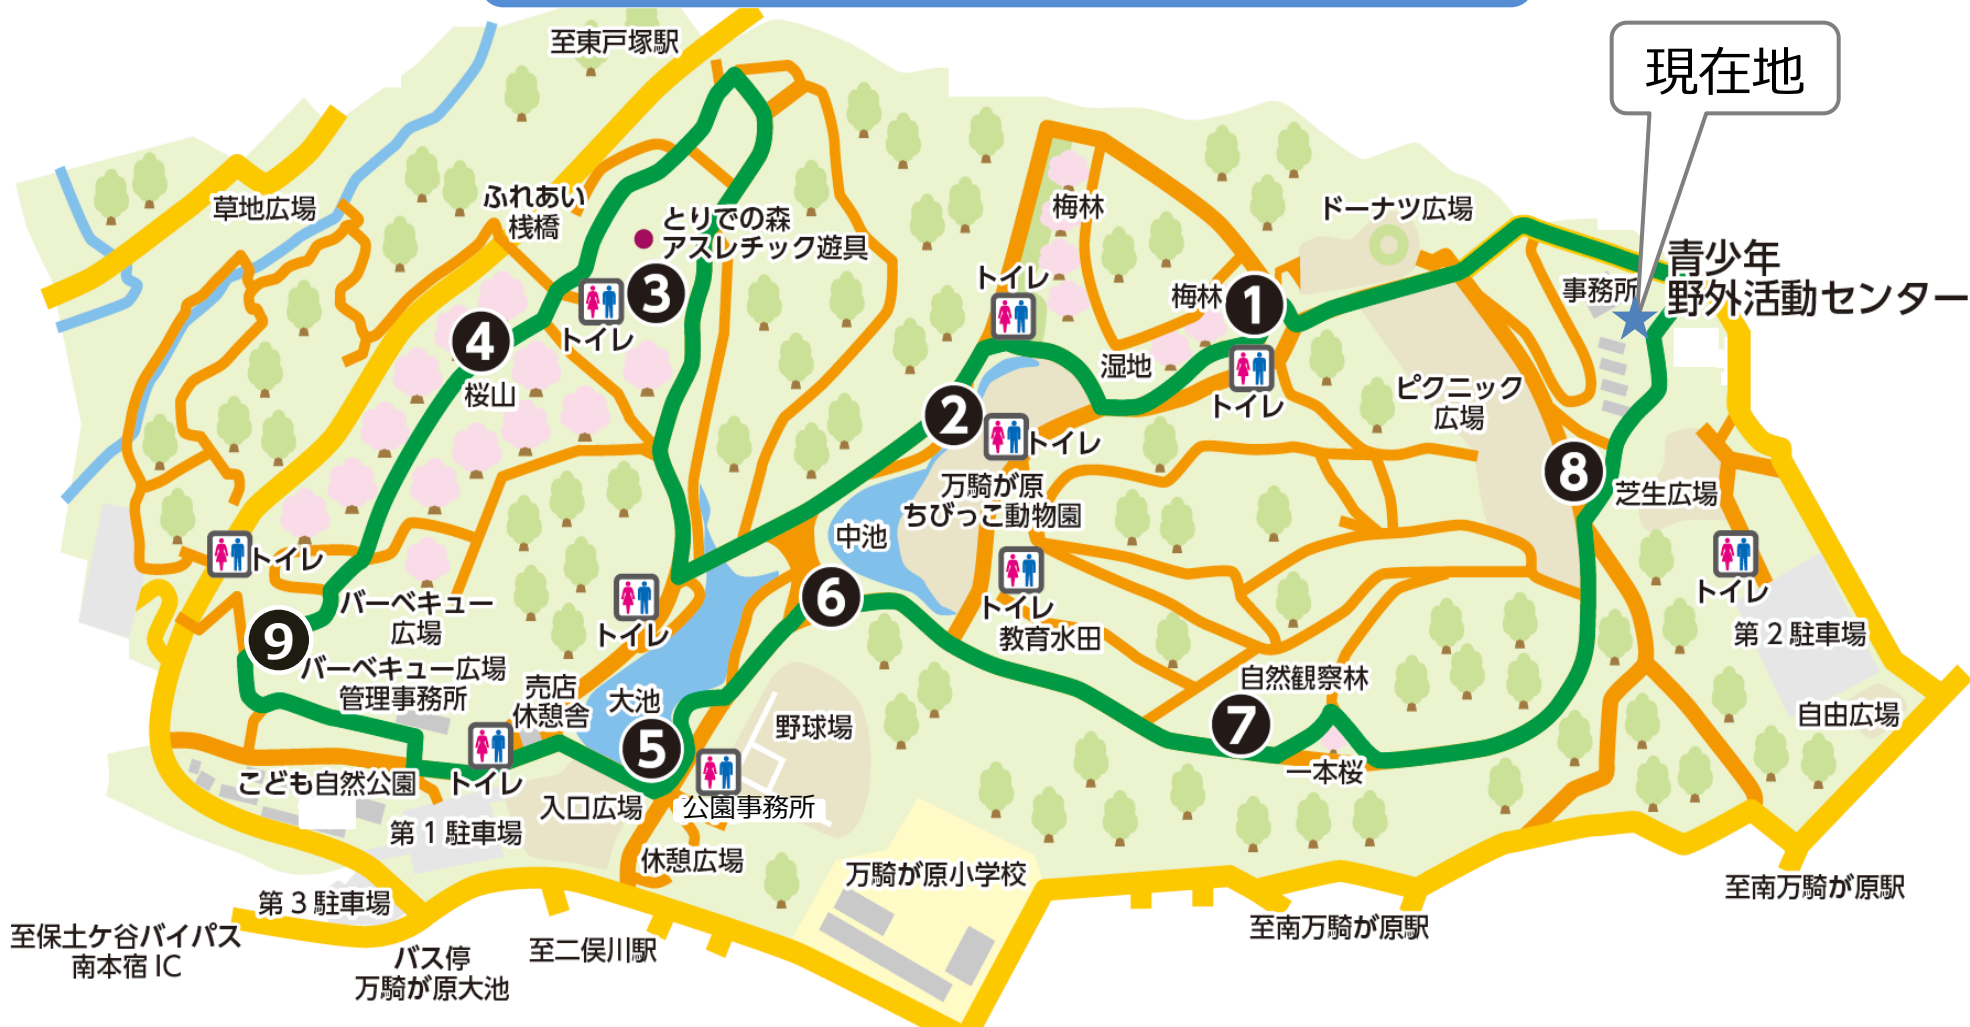 至東戸塚駅
現在地
草地広場
ふれあい
桟橋
とりでの森
アスレチック遊具
梅林
ドーナツ広場
青少年
野外活動センター
事務所
トイレ
梅林
1
3
トイレ
4
桜山
湿地
トイレ
ピクニック
広場
2
トイレ
8
芝生広場
万騎が原
ちびっこ動物園
中池
トイレ
トイレ
トイレ
トイレ
6
バーベキュー
広場
9
教育水田
第2駐車場
バーベキュー広場
管理事務所
自然観察林
売店
休憩舎
大池
7
自由広場
5
野球場
一本桜
こども自然公園
トイレ
入口広場
公園事務所
第1駐車場
休憩広場
万騎が原小学校
至南万騎が原駅
第3駐車場
至南万騎が原駅
至保土ケ谷バイパス
南本宿IC
バス停
万騎が原大池
至二俣川駅